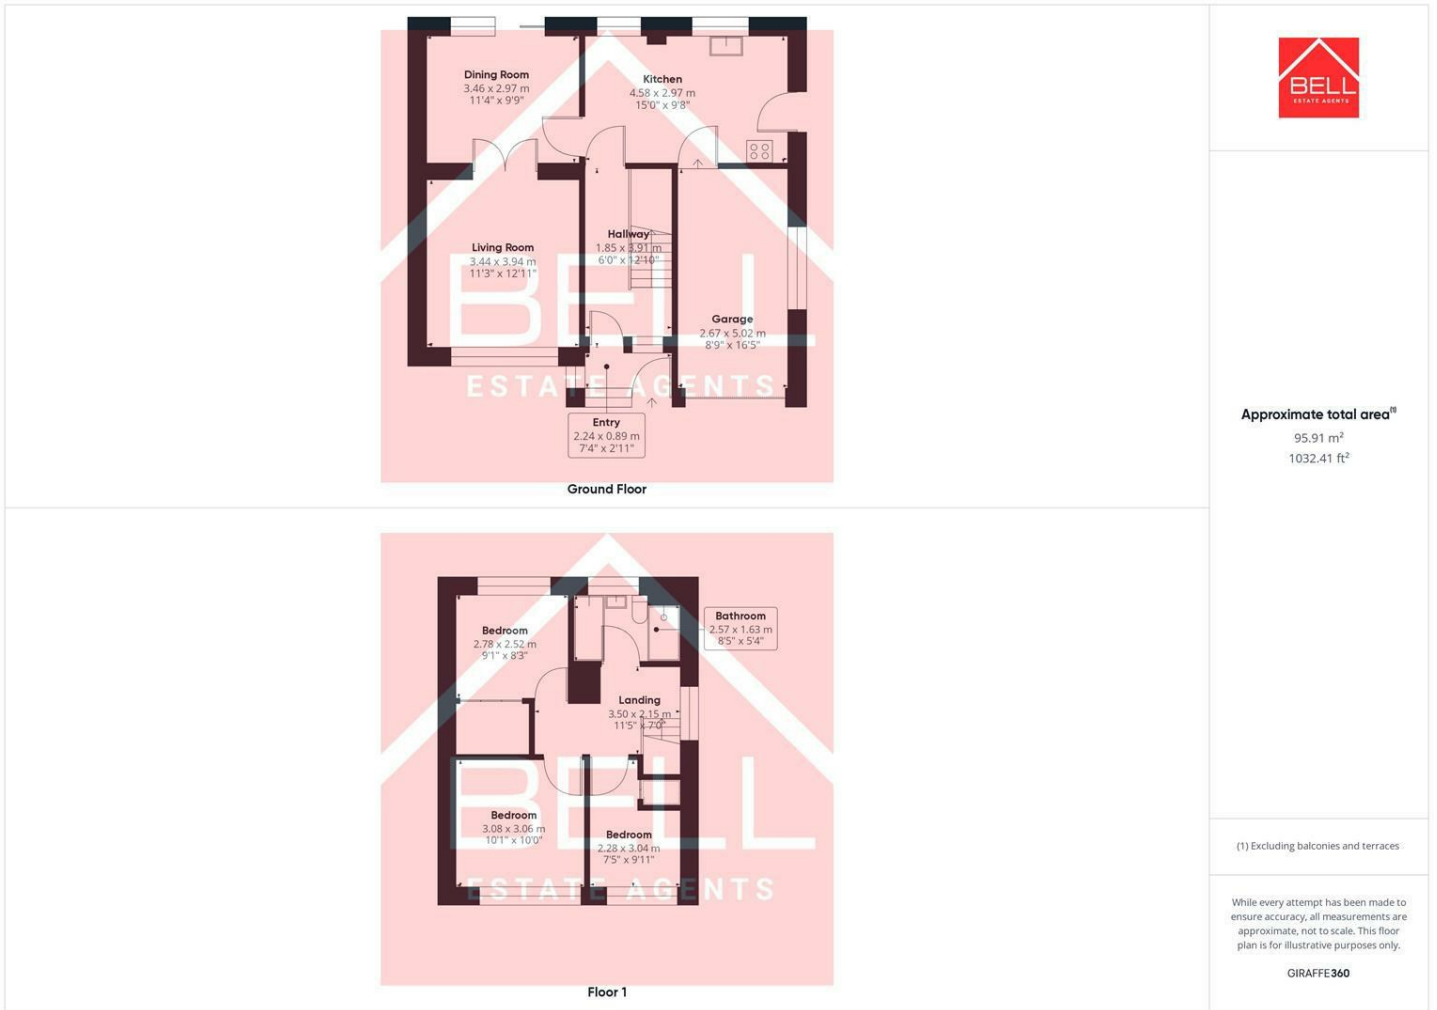 Dining Room
3.46 x 2.97 m
11'4" x 9'9"
Kitchen
4.58 x 2.97 m
15'0" x 9'8"
Living Room
3.44 x 3.94 m
11'3" x 12'11"
Hallway
1.85 x 3.91 m
6'0" x 12'10"
Garage
2.67 x 5.02 m
8'9" x 16'5"
BELL
ESTATE AGENTS
Entry
2.24 x 0.89 m
7'4" x 2'11"
Ground Floor
Bedroom
2.78 x 2.52 m
9'1" x 8'3"
Bathroom
2.57 x 1.63 m
8'5" x 5'4"
Landing
3.50 x 2.15 m
11'5" x 7'0"
Bedroom
3.08 x 3.06 m
10'1" x 10'0"
Bedroom
2.28 x 3.04 m
7'5" x 9'11"
BELL
ESTATE AGENTS
Floor 1
BELL
ESTATE AGENTS
Approximate total area(1)
95.91 m²
1032.41 ft²
(1) Excluding balconies and terraces
While every attempt has been made to
ensure accuracy, all measurements are
approximate, not to scale. This floor
plan is for illustrative purposes only.
GIRAFFE360